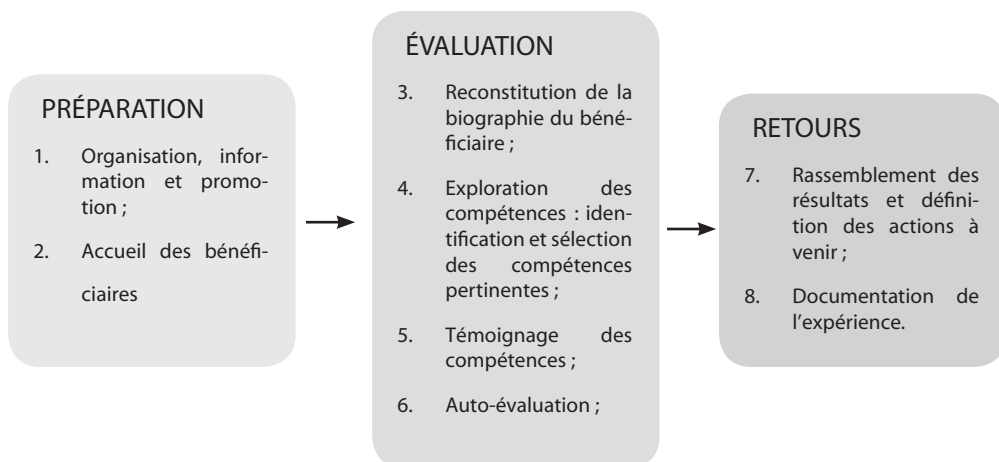 PRÉPARATION
1. Organisation, infor-
mation et promo-
tion ;
2. Accueil des bénéfi-
ciaires
ÉVALUATION
3. Reconstitution de la
biographie du béné-
ficiaire ;
4. Exploration des
compétences : iden-
tification et sélection
des compétences
pertinentes ;
5. Témoignage des
compétences ;
6. Auto-évaluation ;
RETOURS
7. Rassemblement des
résultats et défini-
tion des actions à
venir ;
8. Documentation de
l'expérience.